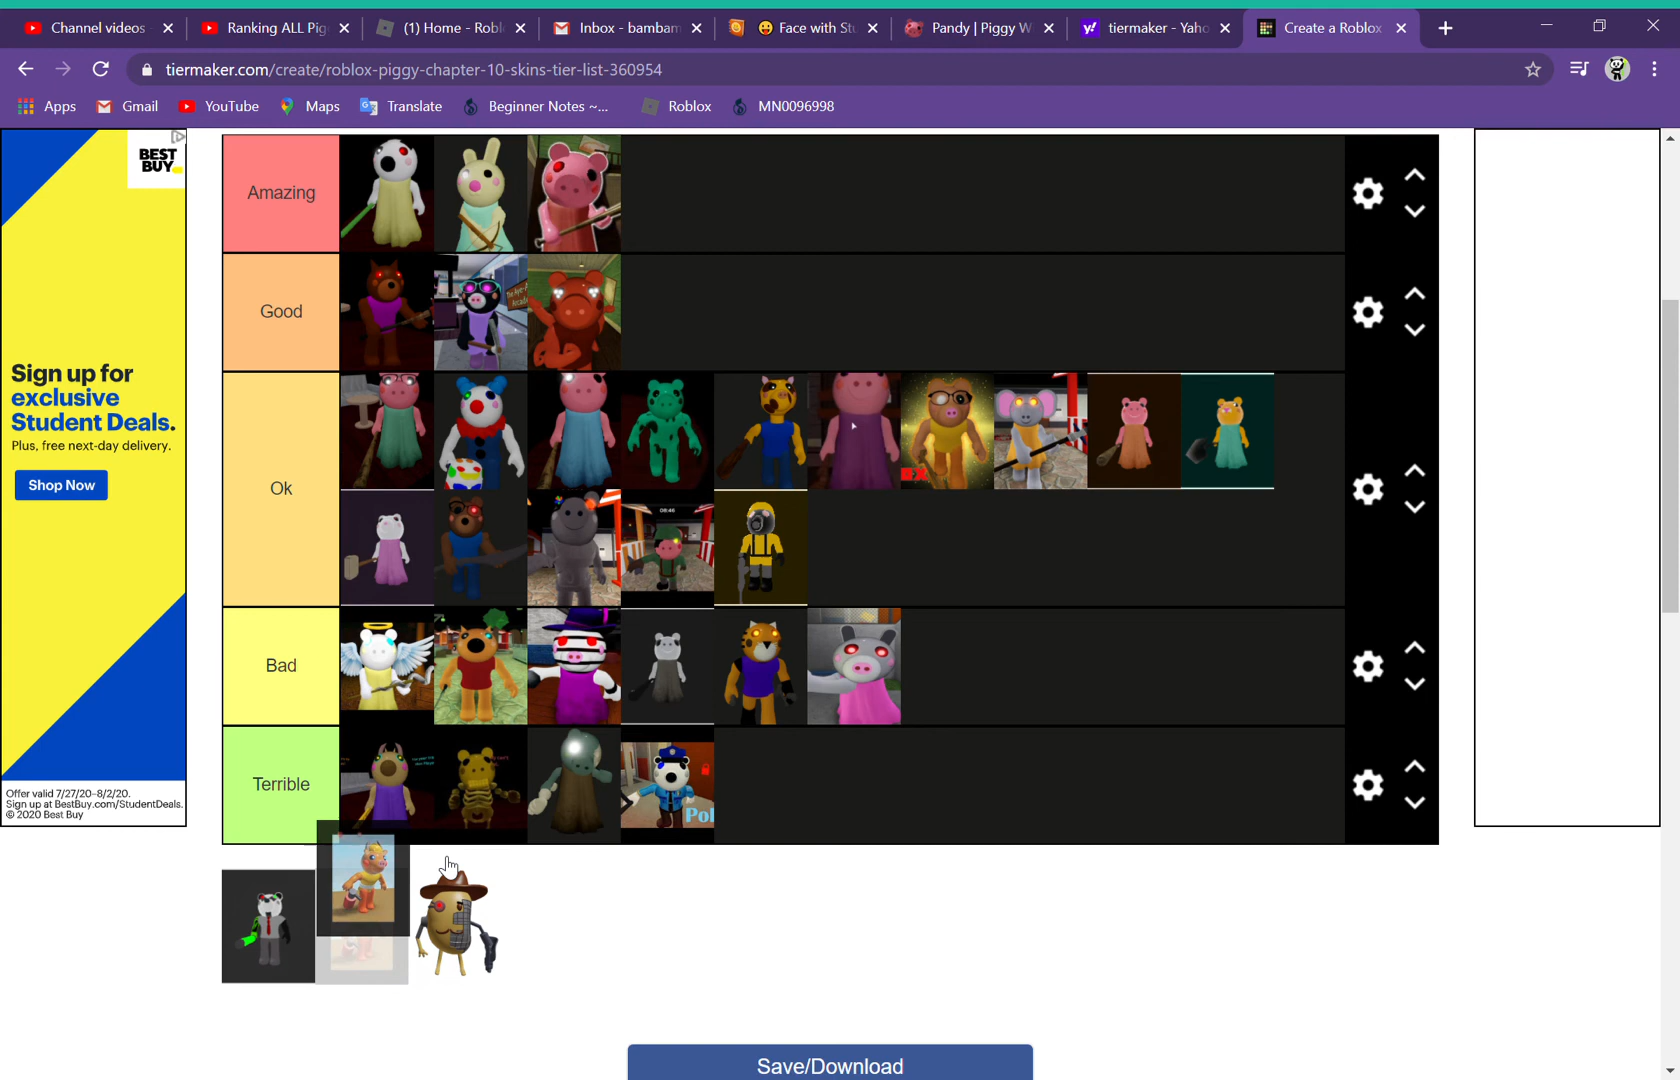 Channel videos
Ranking ALL Pig
(1) Home - Robl
Inbox - bambam
Face with St
Pandy | Piggy W
tiermaker - Yaho
Create a Roblox
tiermaker.com/create/roblox-piggy-chapter-10-skins-tier-list-360954
Apps
Gmail
YouTube
Maps
Translate
Beginner Notes ~...
Roblox
MN0096998
BEST
BUY
Sign up for
exclusive
Student Deals.
Plus, free next-day delivery.
Shop Now
Offer valid 7/27/20–8/2/20.
Sign up at BestBuy.com/StudentDeals.
© 2020 Best Buy
Amazing
Good
Ok
08:46
Bad
Terrible
Pol
Save/Download